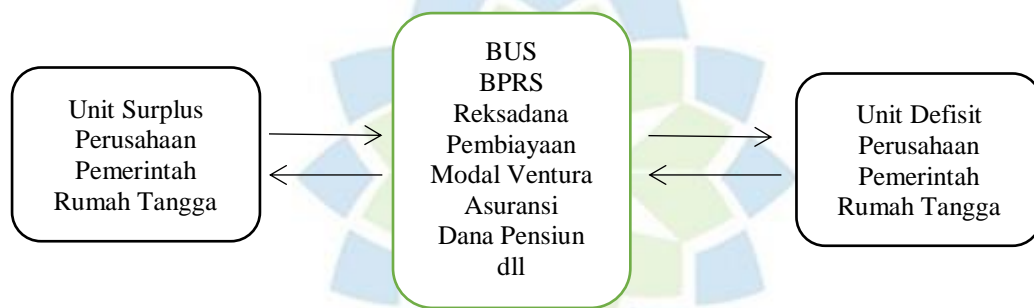 Unit Surplus
Perusahaan
Pemerintah
Rumah Tangga
BUS
BPRS
Reksadana
Pembiayaan
Modal Ventura
Asuransi
Dana Pensiun
dll
Unit Defisit
Perusahaan
Pemerintah
Rumah Tangga